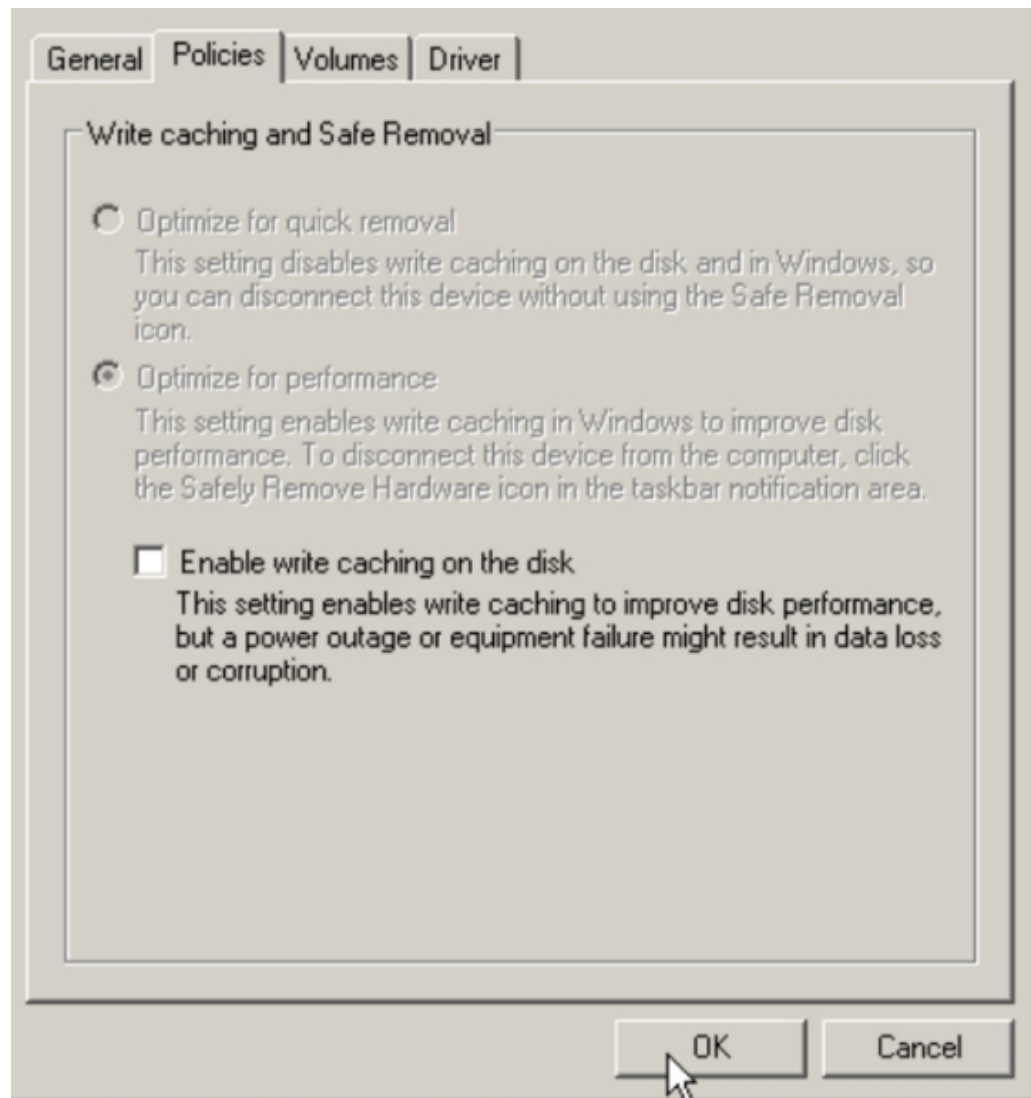 General Policies Volumes Driver
Write caching and Safe Removal
Optimize for quick removal
This setting disables write caching on the disk and in Windows, so
you can disconnect this device without using the Safe Removal
icon.
Optimize for performance
This setting enables write caching in Windows to improve disk
performance. To disconnect this device from the computer, click
the Safely Remove Hardware icon in the taskbar notification area.
Enable write caching on the disk
This setting enables write caching to improve disk performance,
but a power outage or equipment failure might result in data loss
or corruption.
OK Cancel